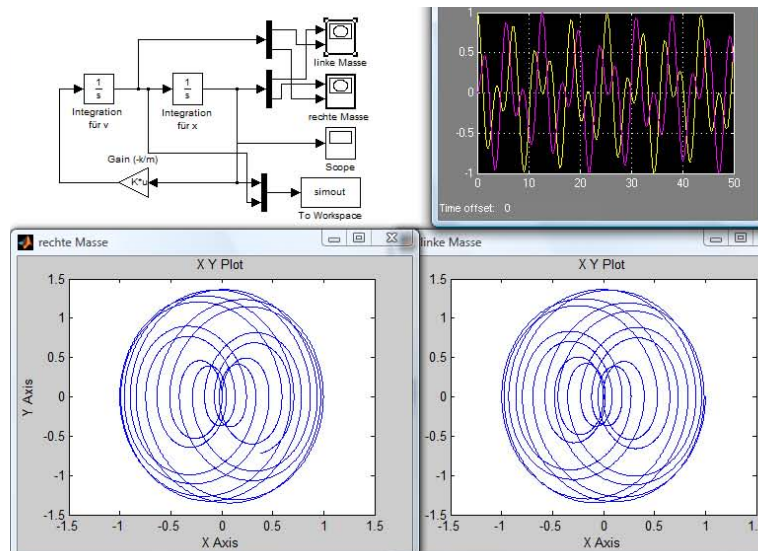 linke Masse
1
s
1
s
Integration
für v
Integration
für x
rechte Masse
Gain (-k/m)
K*u
Scope
simout
To Workspace
1
0.5
0
-0.5
-1
0 10 20 30 40 50
Time offset: 0
rechte Masse
X Y Plot
1.5
1
0.5
0
-0.5
-1
-1.5
Y Axis
-1.5 -1 -0.5 0 0.5 1 1.5
X Axis
linke Masse
X Y Plot
1.5
1
0.5
0
-0.5
-1
-1.5
-1.5 -1 -0.5 0 0.5 1 1.5
X Axis